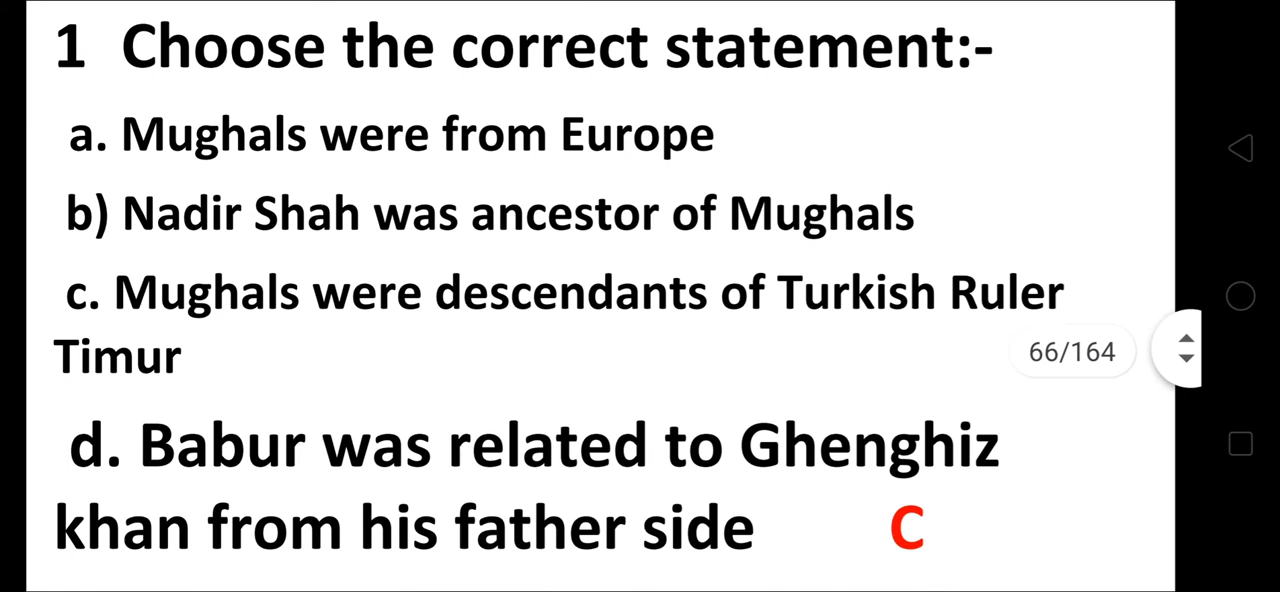 1 Choose the correct statement:-
a. Mughals were from Europe
b) Nadir Shah was ancestor of Mughals
c. Mughals were descendants of Turkish Ruler
Timur
66/164
d. Babur was related to Ghenghiz
khan from his father side C